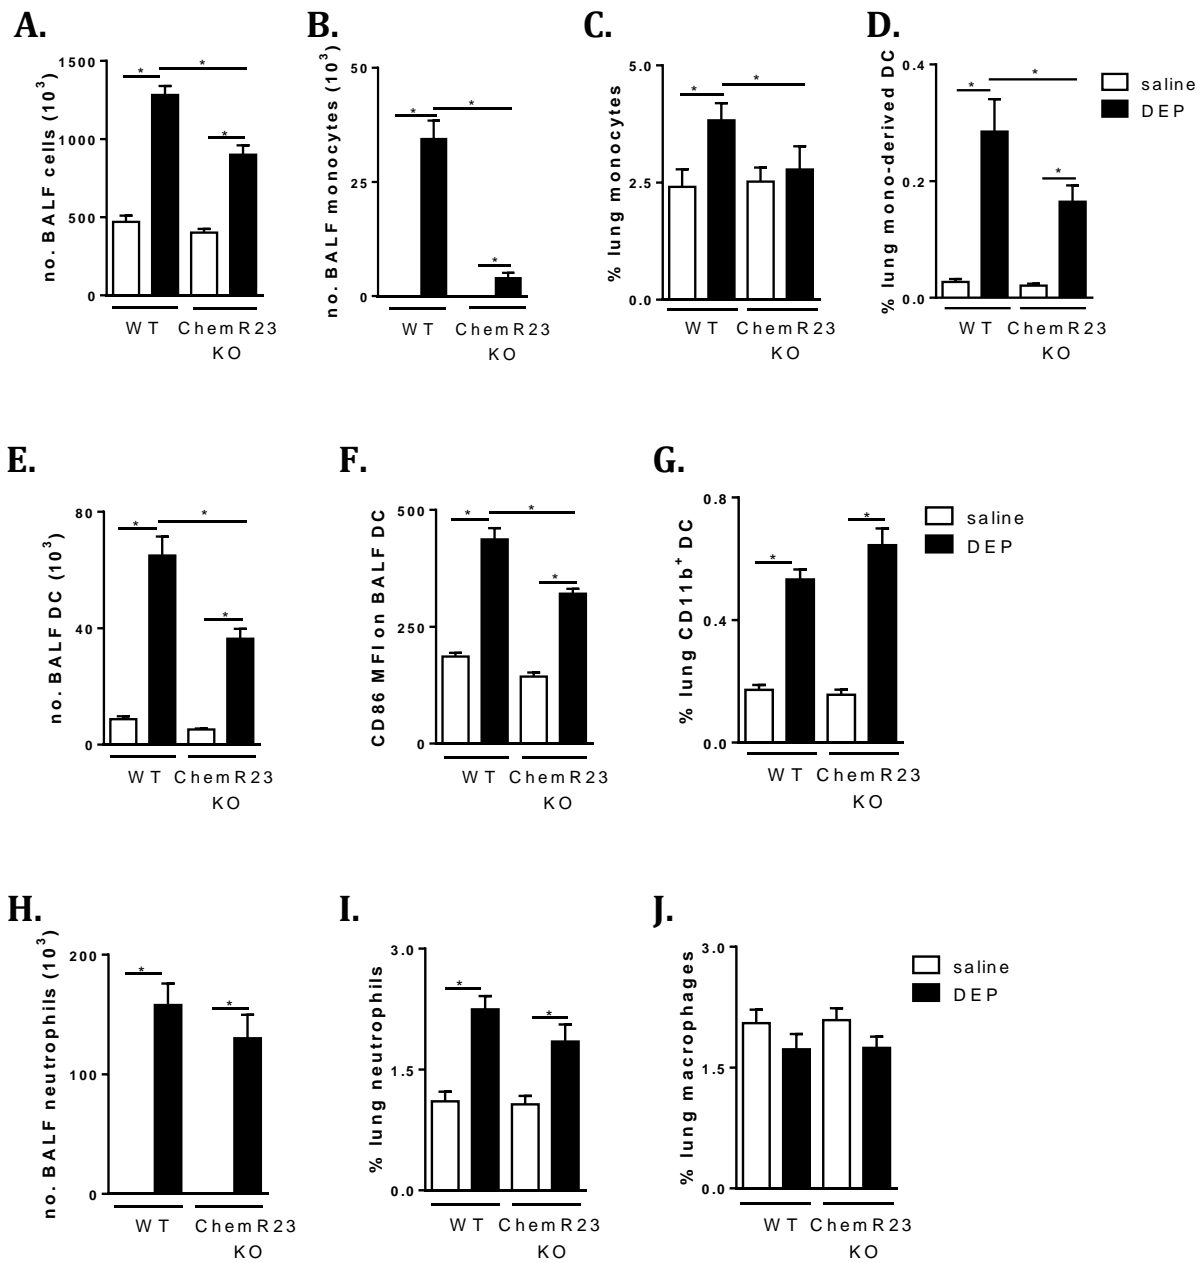 A.
no. BALF cells (10³)
1500
1000
500
0
* * *
WT ChemR23
KO
B.
no. BALF monocytes (10³)
50
25
0
* * *
WT ChemR23
KO
C.
% lung monocytes
5.0
2.5
0.0
* *
WT ChemR23
KO
D.
% lung mono-derived DC
0.4
0.2
0.0
* * *
WT ChemR23
KO
saline
DEP
E.
no. BALF DC (10³)
80
40
0
* * *
WT ChemR23
KO
F.
CD86 MFI on BALF DC
500
250
0
* * *
WT ChemR23
KO
G.
% lung CD11b⁺ DC
0.8
0.4
0.0
* *
WT ChemR23
KO
saline
DEP
H.
no. BALF neutrophils (10³)
200
100
0
* *
WT ChemR23
KO
I.
% lung neutrophils
3.0
1.5
0.0
* *
WT ChemR23
KO
J.
% lung macrophages
3.0
1.5
0.0
WT ChemR23
KO
saline
DEP